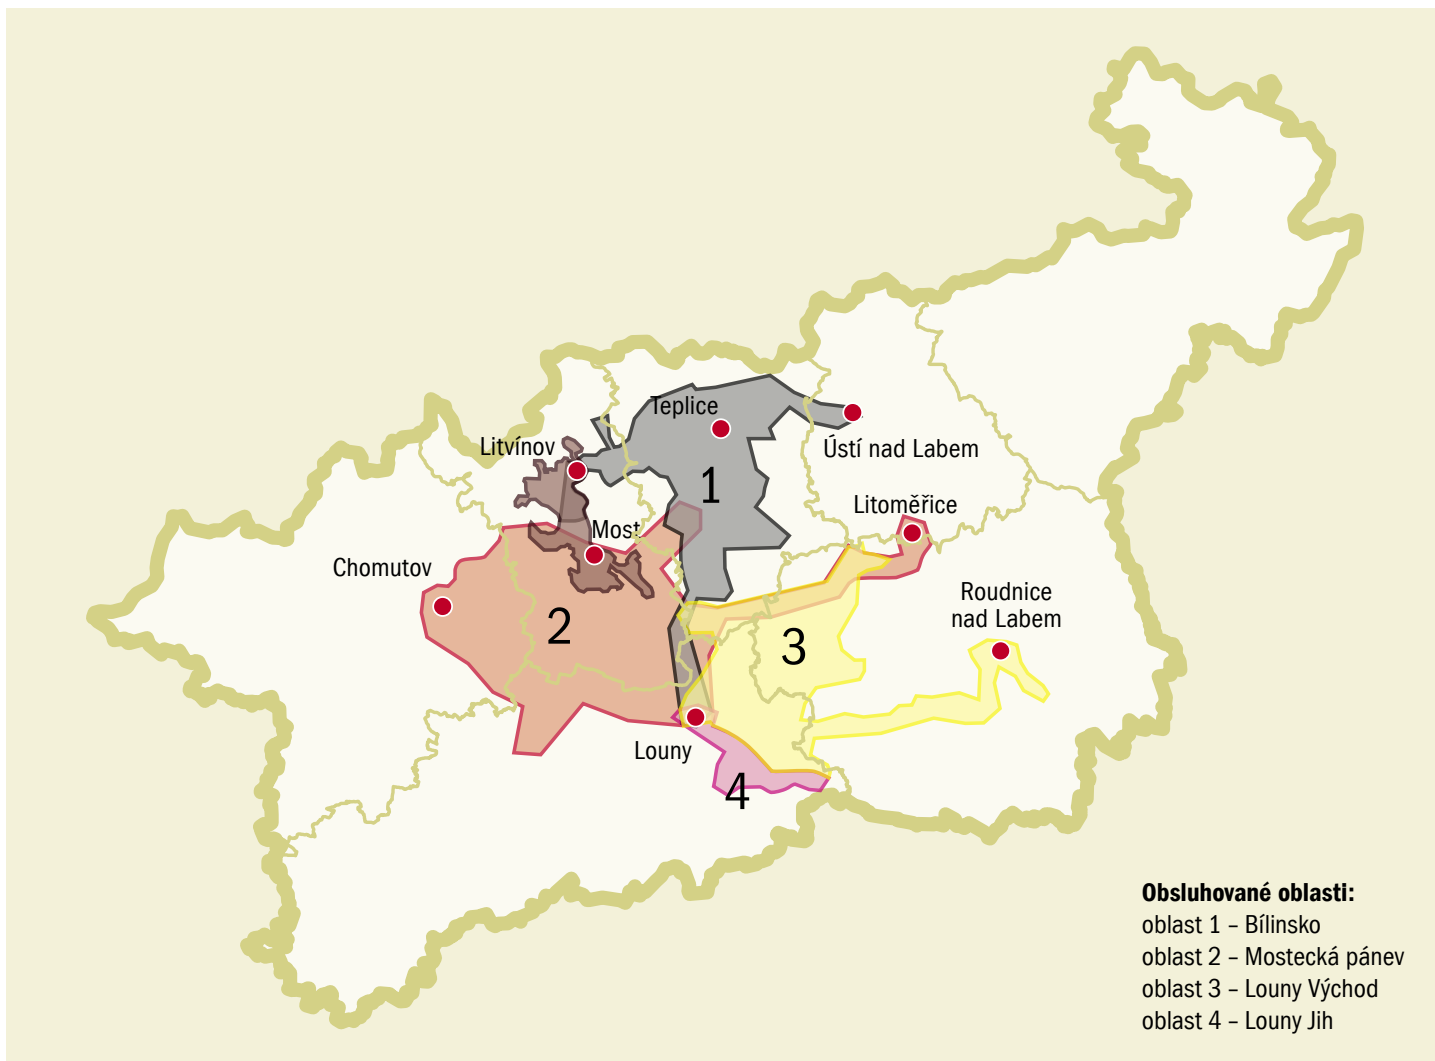 Teplice
Litvínov
Ústí nad Labem
1
Litoměřice
Most
Chomutov
Roudnice
nad Labem
2
3
Louny
4
Obsluhované oblasti:
oblast 1 – Bílinsko
oblast 2 – Mostecká pánev
oblast 3 – Louny Východ
oblast 4 – Louny Jih